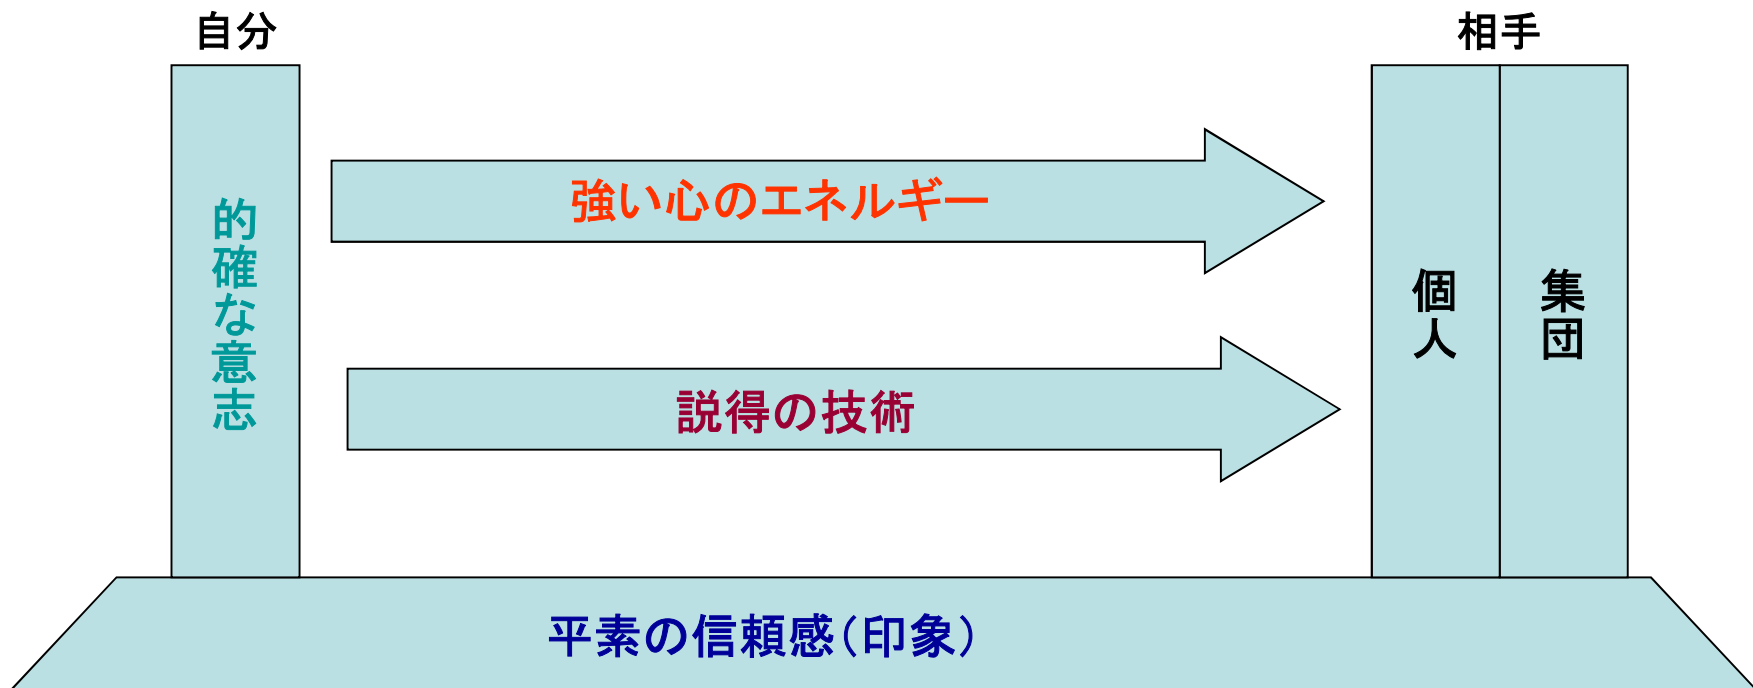 自分
相手
的確な意志
強い心のエネルギー
説得の技術
個人
集団
平素の信頼感（印象）